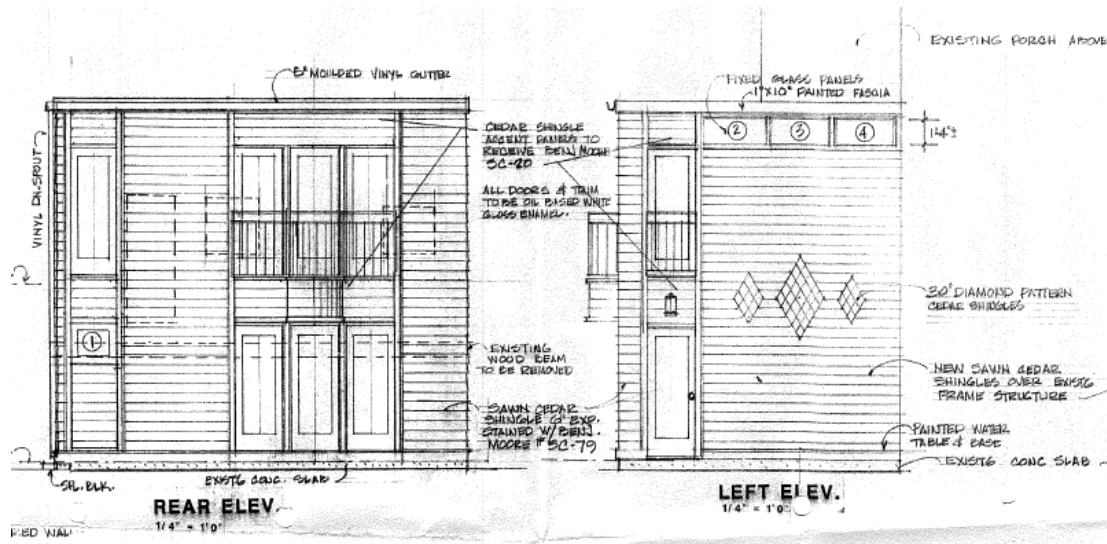 EXISTING PORCH ABOVE
5" MOULDED VINYL GUTTER
FIXED GLASS PANELS
1"X10" PAINTED FASCIA
CEDAR SHINGLE
ACCENT PANELS TO
RECEIVE BENJ. MOORE
SC-20
ALL DOORS & TRIM
TO BE OIL BASED WHITE
GLOSS ENAMEL.
VINYL DN-SPOUT
1
2
3
4
30° DIAMOND PATTERN
CEDAR SHINGLES
EXISTING
WOOD BEAM
TO BE REMOVED
NEW SAWN CEDAR
SHINGLES OVER EXIST'G
FRAME STRUCTURE
SAWN CEDAR
SHINGLE 6" EXP.
STAINED W/ BENJ.
MOORE # SC-79
PAINTED WATER
TABLE & BASE
EXIST'G CONC SLAB
SPL. BLK.
EXIST'G CONC. SLAB
REAR ELEV.
1/4" = 1'0"
LEFT ELEV.
1/4" = 1'0"
RED WALL